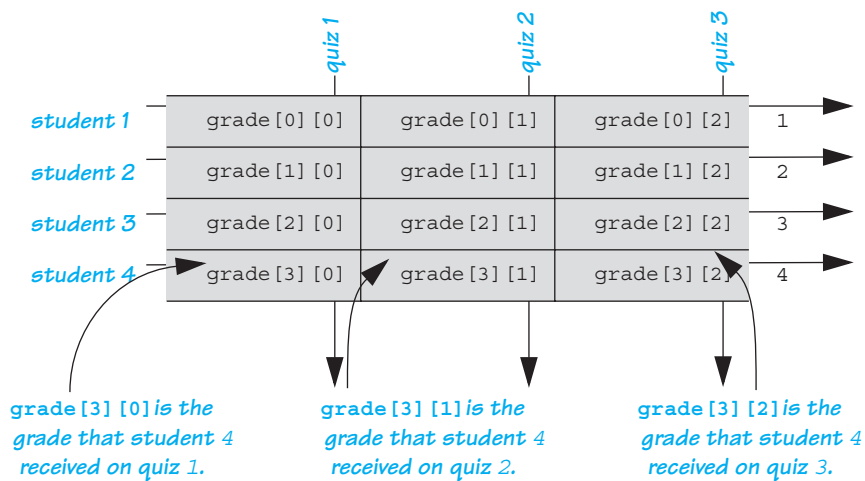 quiz 1 quiz 2 quiz 3
student 1 grade[0][0] grade[0][1] grade[0][2] 1
student 2 grade[1][0] grade[1][1] grade[1][2] 2
student 3 grade[2][0] grade[2][1] grade[2][2] 3
student 4 grade[3][0] grade[3][1] grade[3][2] 4
grade[3][0] is the
grade that student 4
received on quiz 1.
grade[3][1] is the
grade that student 4
received on quiz 2.
grade[3][2] is the
grade that student 4
received on quiz 3.